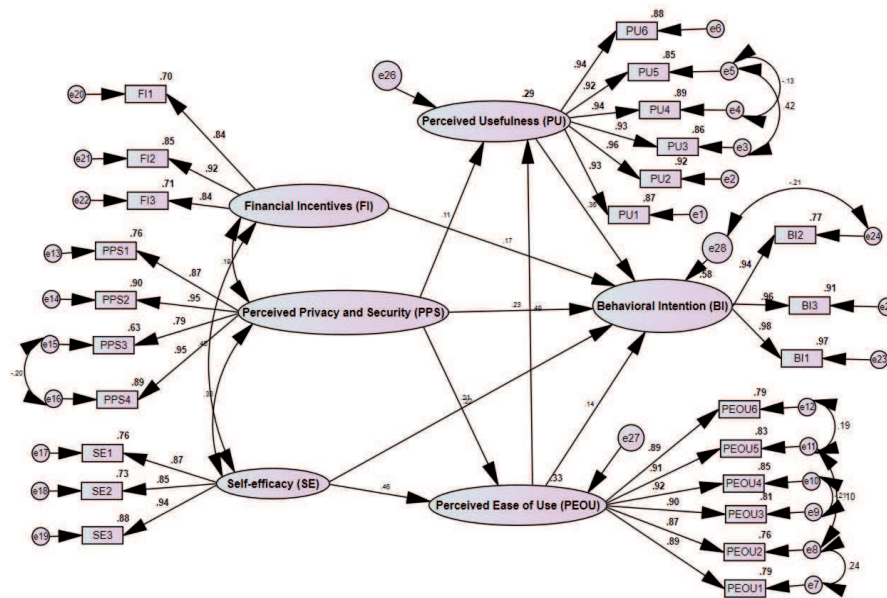 .88
PU6
e6
.94
.85
PU5
e5
.92
-.13
.42
.89
PU4
e4
.94
.86
PU3
e3
.93
.92
PU2
e2
.96
.87
PU1
e1
.93
e26
.29
Perceived Usefulness (PU)
.70
e20
FI1
.84
.85
e21
FI2
.92
.71
e22
FI3
.84
Financial Incentives (FI)
.11
.17
-.21
e28
.77
BI2
e24
.94
.58
Behavioral Intention (BI)
.91
BI3
.96
.97
BI1
e23
.98
.76
e13
PPS1
.87
.90
e14
PPS2
.95
.63
e15
PPS3
.79
.89
e16
PPS4
.95
-.20
Perceived Privacy and Security (PPS)
.23
.14
.76
e17
SE1
.87
.73
e18
SE2
.85
.88
e19
SE3
.94
Self-efficacy (SE)
.46
e27
.33
Perceived Ease of Use (PEOU)
.79
PEOU6
e12
.89
.19
.83
PEOU5
e11
.91
.85
PEOU4
e10
.92
.81
PEOU3
e9
.90
.76
PEOU2
e8
.87
.24
.79
PEOU1
e7
.89